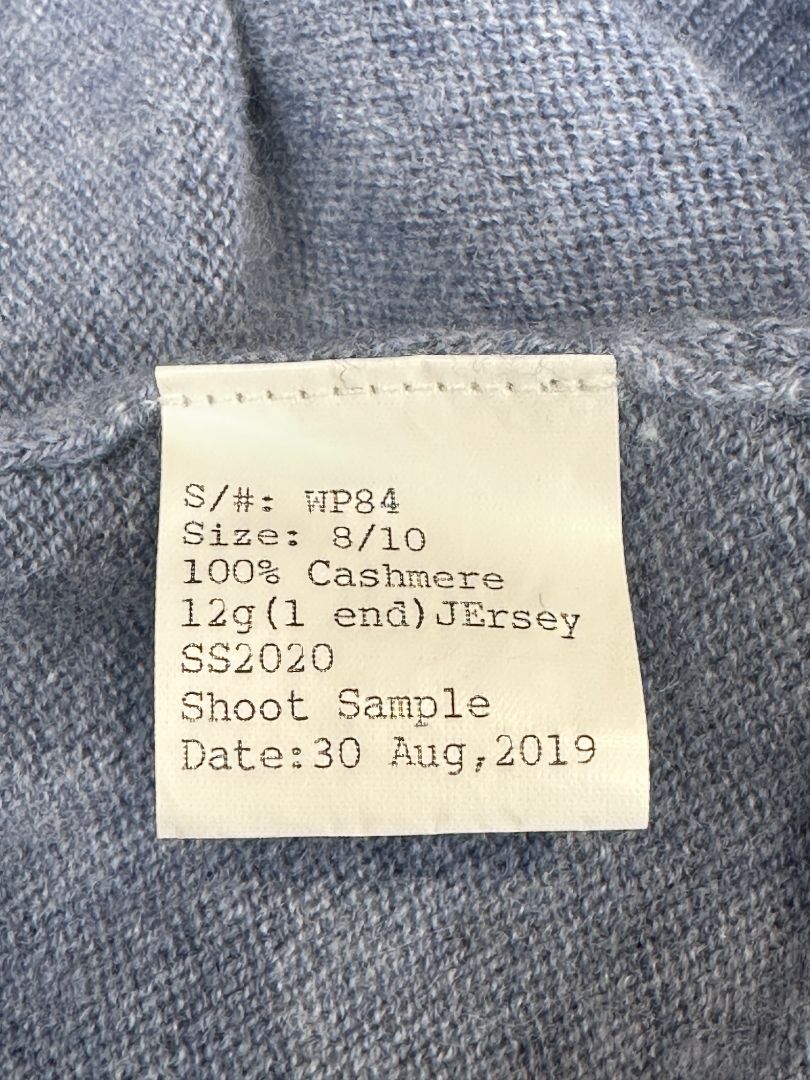 S/#: WP84
Size: 8/10
100% Cashmere
12g(1 end)JErsey
SS2020
Shoot Sample
Date:30 Aug,2019